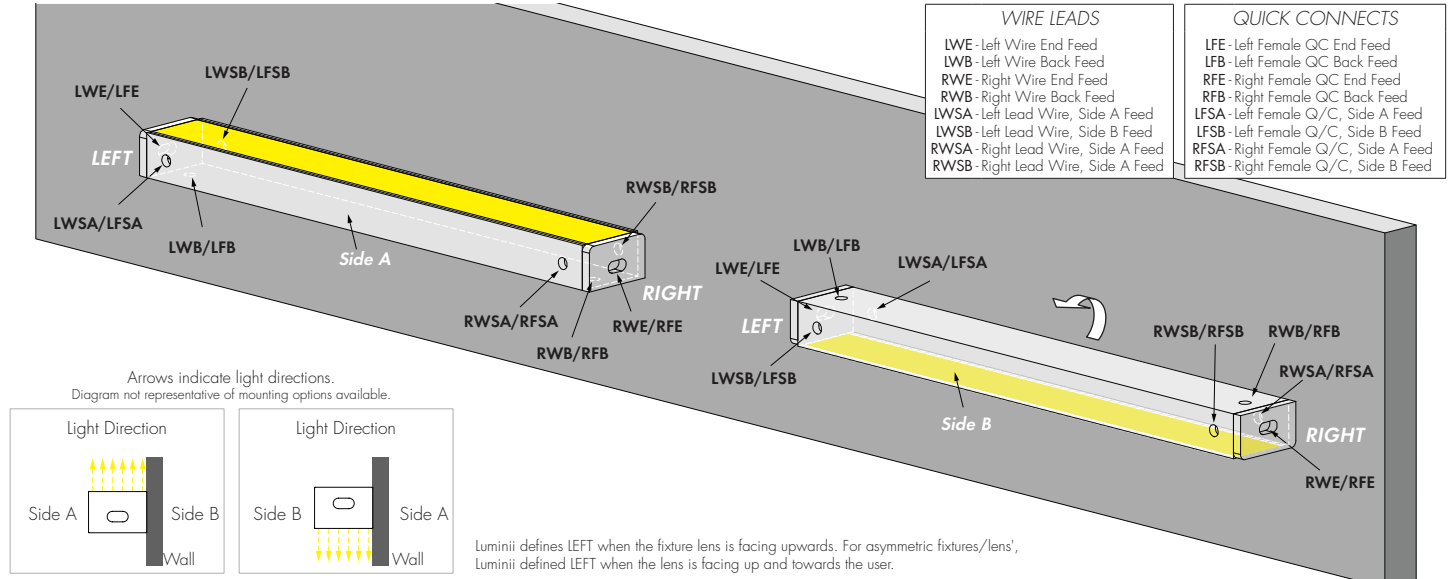 WIRE LEADS
LWE - Left Wire End Feed
LWB - Left Wire Back Feed
RWE - Right Wire End Feed
RWB - Right Wire Back Feed
LWSA - Left Lead Wire, Side A Feed
LWSB - Left Lead Wire, Side B Feed
RWSA - Right Lead Wire, Side A Feed
RWSB - Right Lead Wire, Side A Feed
QUICK CONNECTS
LFE - Left Female QC End Feed
LFB - Left Female QC Back Feed
RFE - Right Female QC End Feed
RFB - Right Female QC Back Feed
LFSA - Left Female Q/C, Side A Feed
LFSB - Left Female Q/C, Side B Feed
RFSA - Right Female Q/C, Side A Feed
RFSB - Right Female Q/C, Side B Feed
LWSB/LFSB
LWE/LFE
LEFT
LWSA/LFSA
LWB/LFB
Side A
RWSB/RFSB
RIGHT
RWSA/RFSA
RWE/RFE
RWB/RFB
LWB/LFB
LWE/LFE
LWSA/LFSA
LEFT
LWSB/LFSB
Side B
RWSB/RFSB
RWB/RFB
RWSA/RFSA
RIGHT
RWE/RFE
Arrows indicate light directions.
Diagram not representative of mounting options available.
Light Direction
Side A
Side B
Wall
Light Direction
Side B
Side A
Wall
Luminii defines LEFT when the fixture lens is facing upwards. For asymmetric fixtures/lens',
Luminii defined LEFT when the lens is facing up and towards the user.